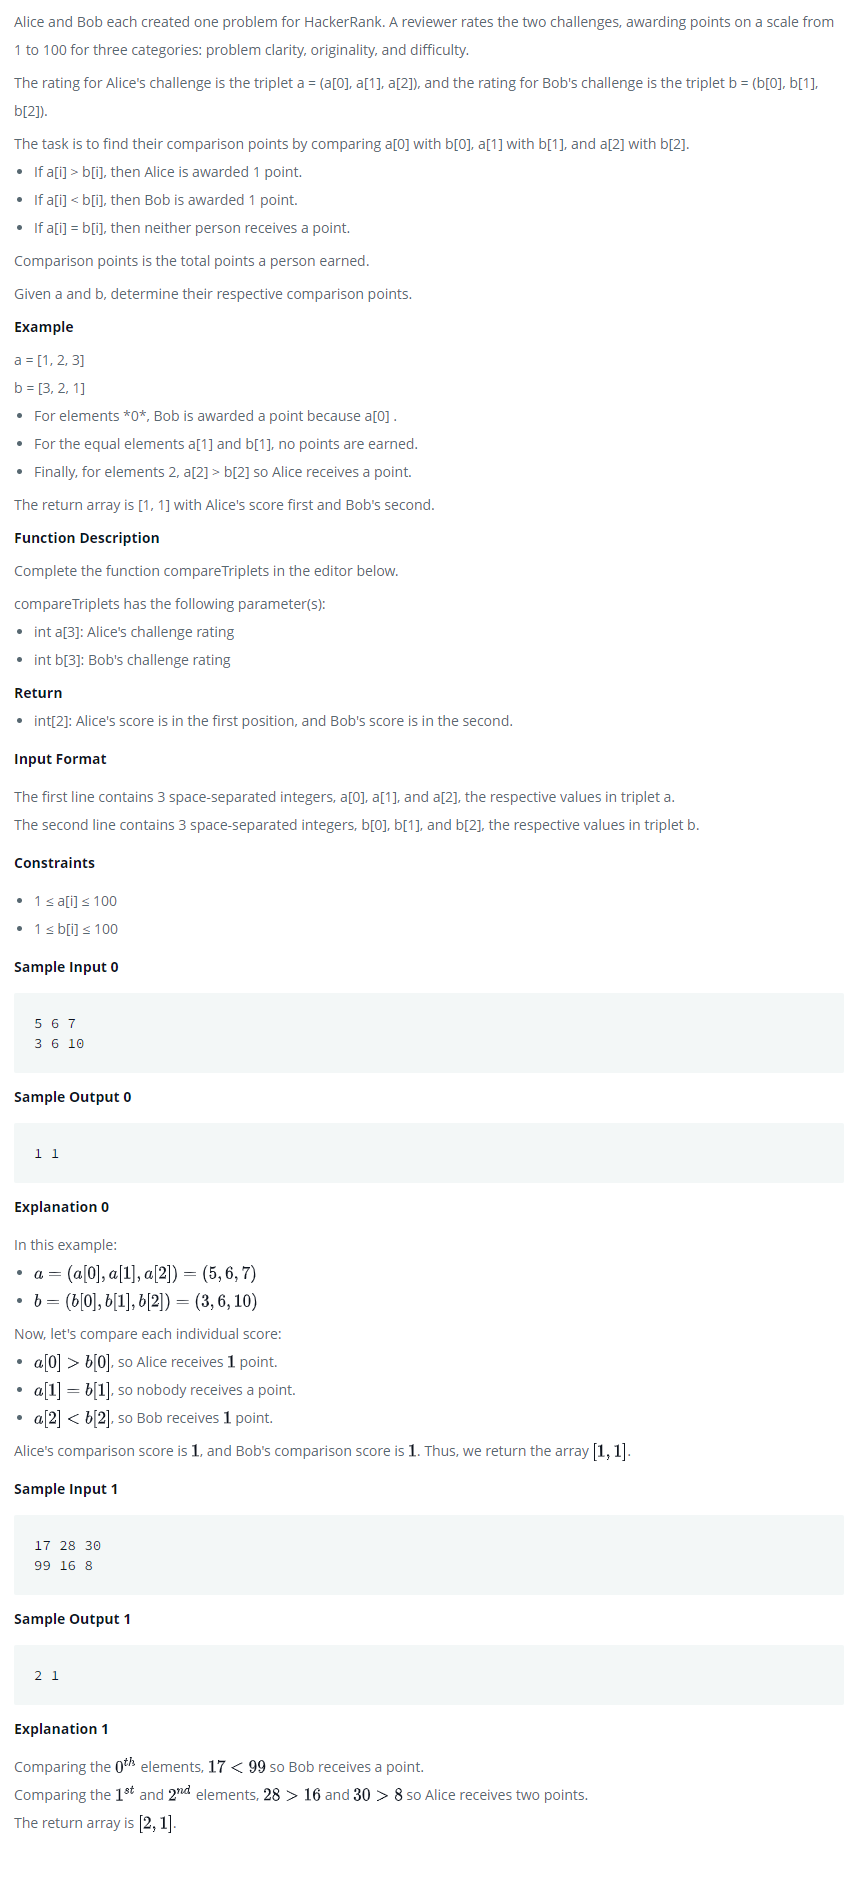 Alice and Bob each created one problem for HackerRank. A reviewer rates the two challenges, awarding points on a scale from
1 to 100 for three categories: problem clarity, originality, and difficulty.
The rating for Alice's challenge is the triplet a = (a[0], a[1], a[2]), and the rating for Bob's challenge is the triplet b = (b[0], b[1],
b[2]).
The task is to find their comparison points by comparing a[0] with b[0], a[1] with b[1], and a[2] with b[2].
• If a[i] > b[i], then Alice is awarded 1 point.
• If a[i] < b[i], then Bob is awarded 1 point.
• If a[i] = b[i], then neither person receives a point.
Comparison points is the total points a person earned.
Given a and b, determine their respective comparison points.
Example
a = [1, 2, 3]
b = [3, 2, 1]
• For elements *0*, Bob is awarded a point because a[0] .
• For the equal elements a[1] and b[1], no points are earned.
• Finally, for elements 2, a[2] > b[2] so Alice receives a point.
The return array is [1, 1] with Alice's score first and Bob's second.
Function Description
Complete the function compareTriplets in the editor below.
compareTriplets has the following parameter(s):
• int a[3]: Alice's challenge rating
• int b[3]: Bob's challenge rating
Return
• int[2]: Alice's score is in the first position, and Bob's score is in the second.
Input Format
The first line contains 3 space-separated integers, a[0], a[1], and a[2], the respective values in triplet a.
The second line contains 3 space-separated integers, b[0], b[1], and b[2], the respective values in triplet b.
Constraints
• 1 ≤ a[i] ≤ 100
• 1 ≤ b[i] ≤ 100
Sample Input 0
5 6 7
3 6 10
Sample Output 0
1 1
Explanation 0
In this example:
• a = (a[0], a[1], a[2]) = (5, 6, 7)
• b = (b[0], b[1], b[2]) = (3, 6, 10)
Now, let's compare each individual score:
• a[0] > b[0], so Alice receives 1 point.
• a[1] = b[1], so nobody receives a point.
• a[2] < b[2], so Bob receives 1 point.
Alice's comparison score is 1, and Bob's comparison score is 1. Thus, we return the array [1, 1].
Sample Input 1
17 28 30
99 16 8
Sample Output 1
2 1
Explanation 1
Comparing the 0th elements, 17 < 99 so Bob receives a point.
Comparing the 1st and 2nd elements, 28 > 16 and 30 > 8 so Alice receives two points.
The return array is [2, 1].